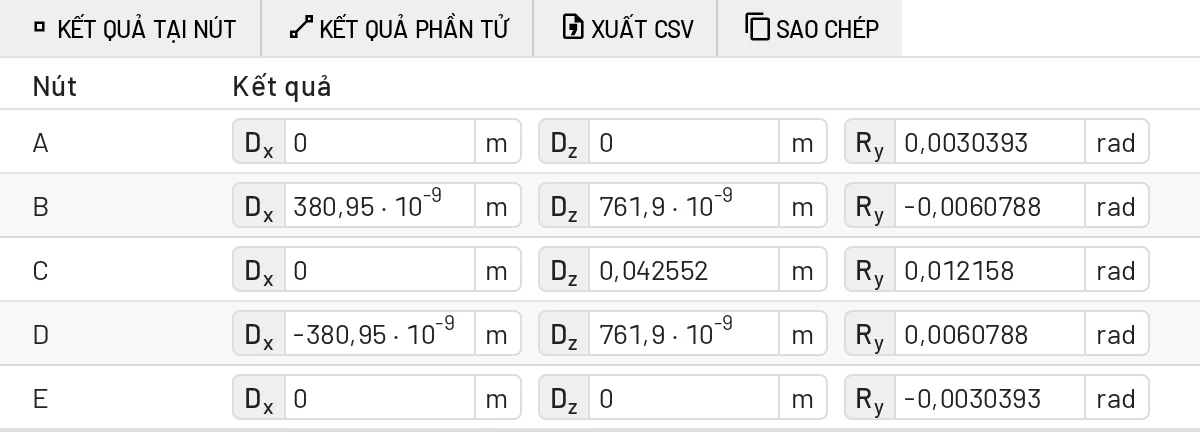 KẾT QUẢ TẠI NÚT KẾT QUẢ PHẦN TỬ XUẤT CSV SAO CHÉP
Nút Kết quả
A Dx 0 m Dz 0 m Ry 0,0030393 rad
B Dx 380,95 · 10^-9 m Dz 761,9 · 10^-9 m Ry -0,0060788 rad
C Dx 0 m Dz 0,042552 m Ry 0,012158 rad
D Dx -380,95 · 10^-9 m Dz 761,9 · 10^-9 m Ry 0,0060788 rad
E Dx 0 m Dz 0 m Ry -0,0030393 rad